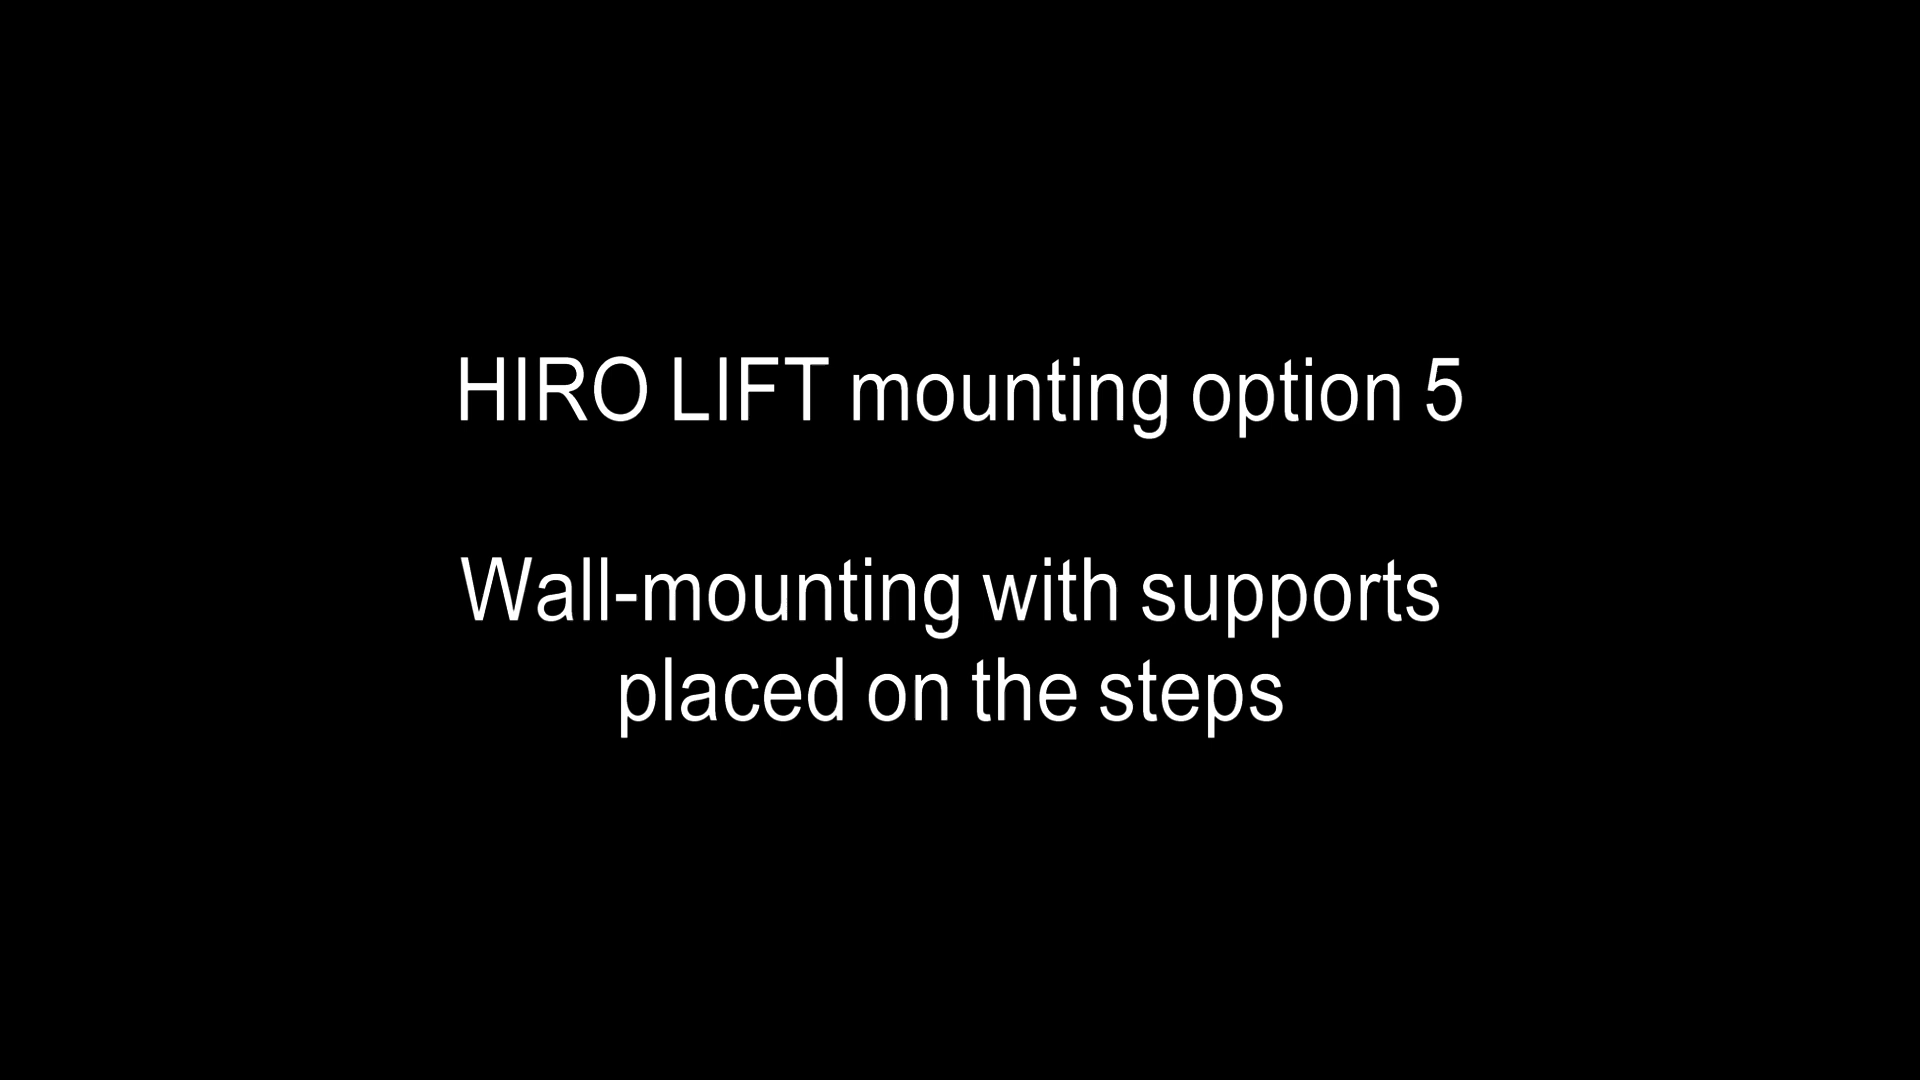 HIRO LIFT mounting option 5
Wall-mounting with supports
placed on the steps